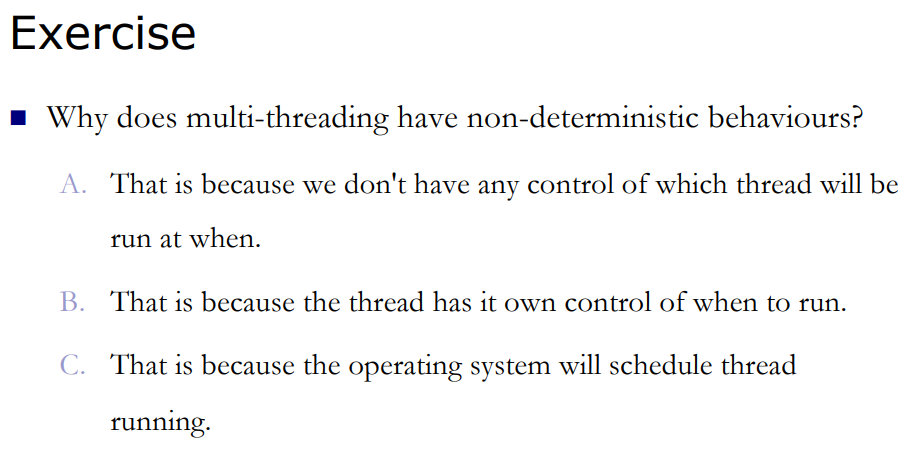 Exercise
Why does multi-threading have non-deterministic behaviours?
A. That is because we don't have any control of which thread will be
run at when.
B. That is because the thread has it own control of when to run.
C. That is because the operating system will schedule thread
running.